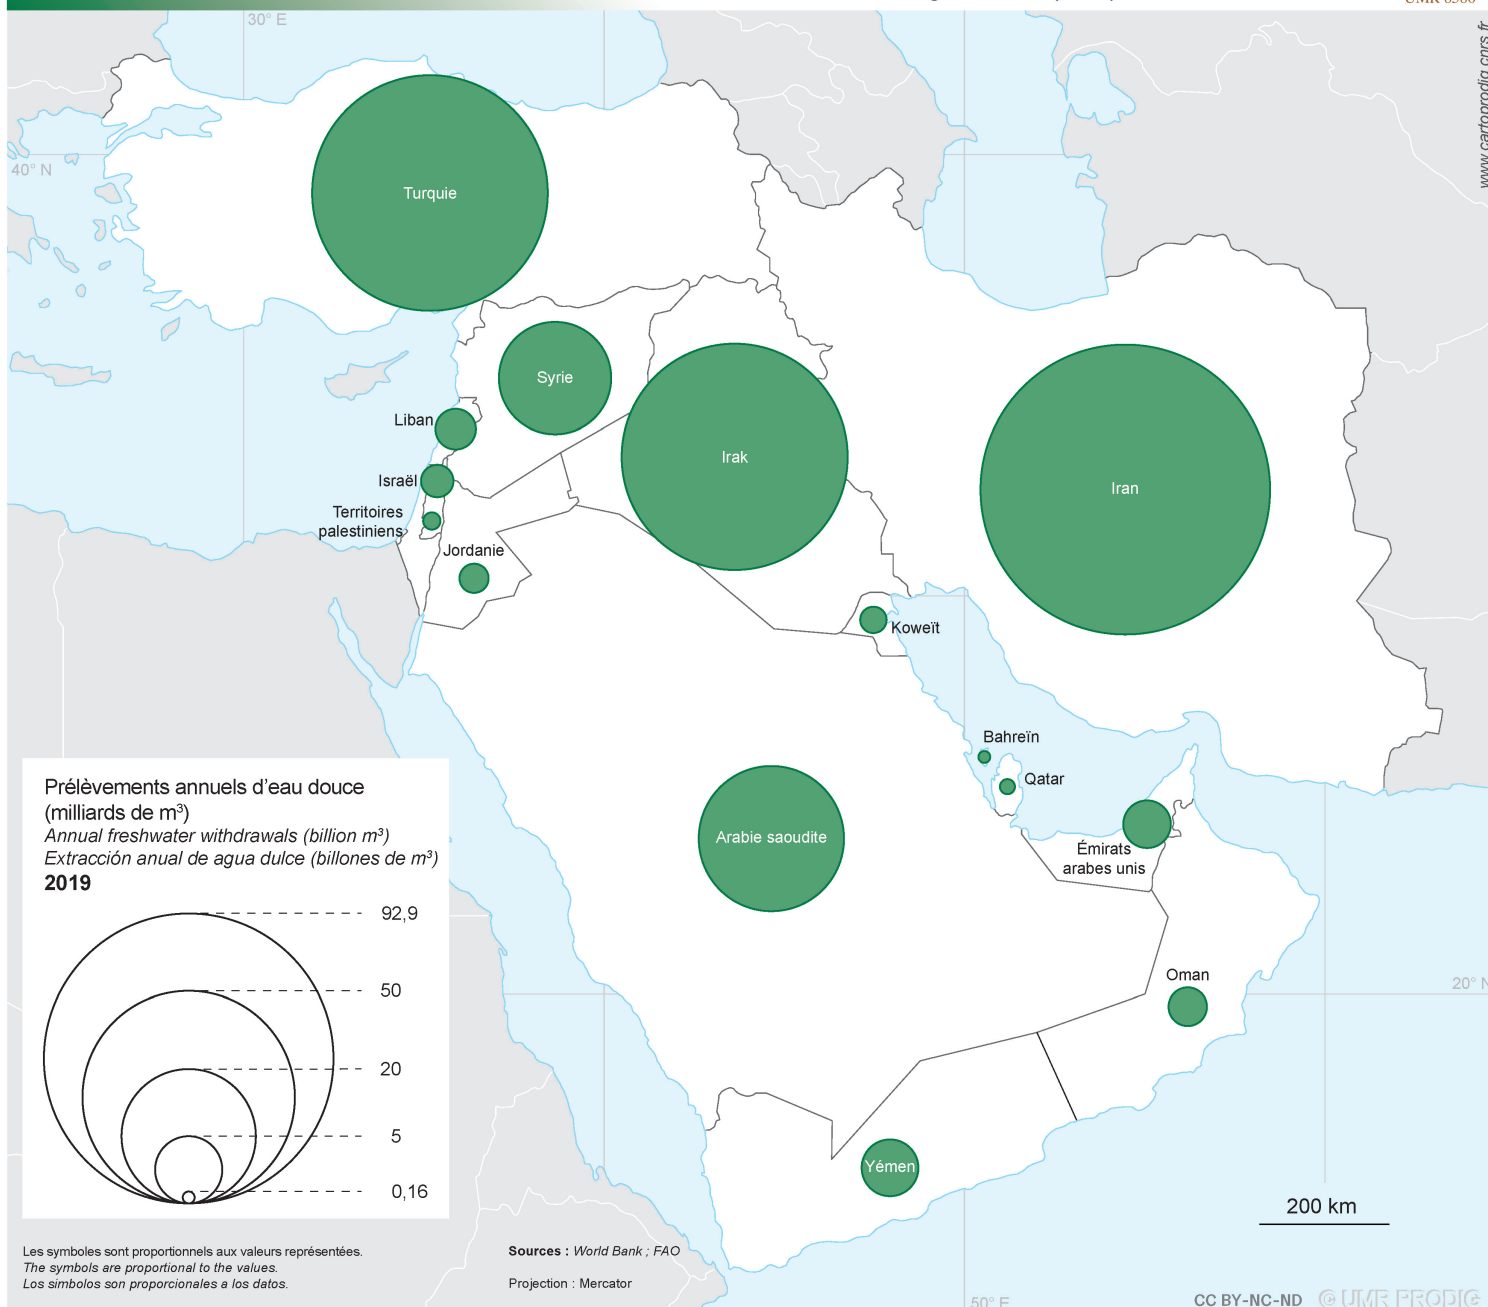 30° E
www.cartoprodig.cnrs.fr
40° N
Turquie
Syrie
Liban
Irak
Iran
Israël
Territoires
palestiniens
Jordanie
Koweït
Bahreïn
Qatar
Arabie saoudite
Émirats
arabes unis
Oman
20° N
Yémen
Prélèvements annuels d'eau douce
(milliards de m³)
Annual freshwater withdrawals (billion m³)
Extracción anual de agua dulce (billones de m³)
2019
92,9
50
20
5
0,16
200 km
Les symboles sont proportionnels aux valeurs représentées.
The symbols are proportional to the values.
Los simbolos son proporcionales a los datos.
Sources : World Bank ; FAO
Projection : Mercator
50° E
CC BY-NC-ND © UMR PRODIG